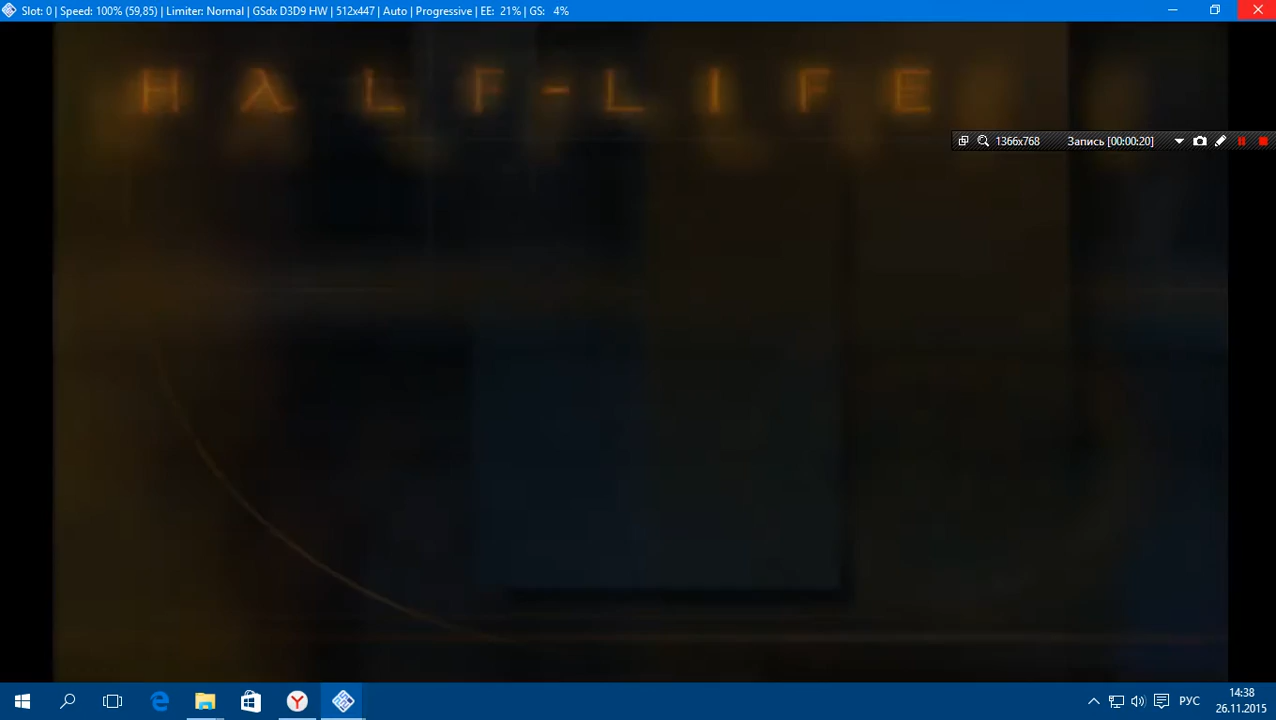 Slot: 0 | Speed: 100% (59,85) | Limiter: Normal | GSdx D3D9 HW | 512x447 | Auto | Progressive | EE: 21% | GS: 4%
HλLF-LIFE
1366x768 Запись [00:00:20]
РУС
14:38
26.11.2015